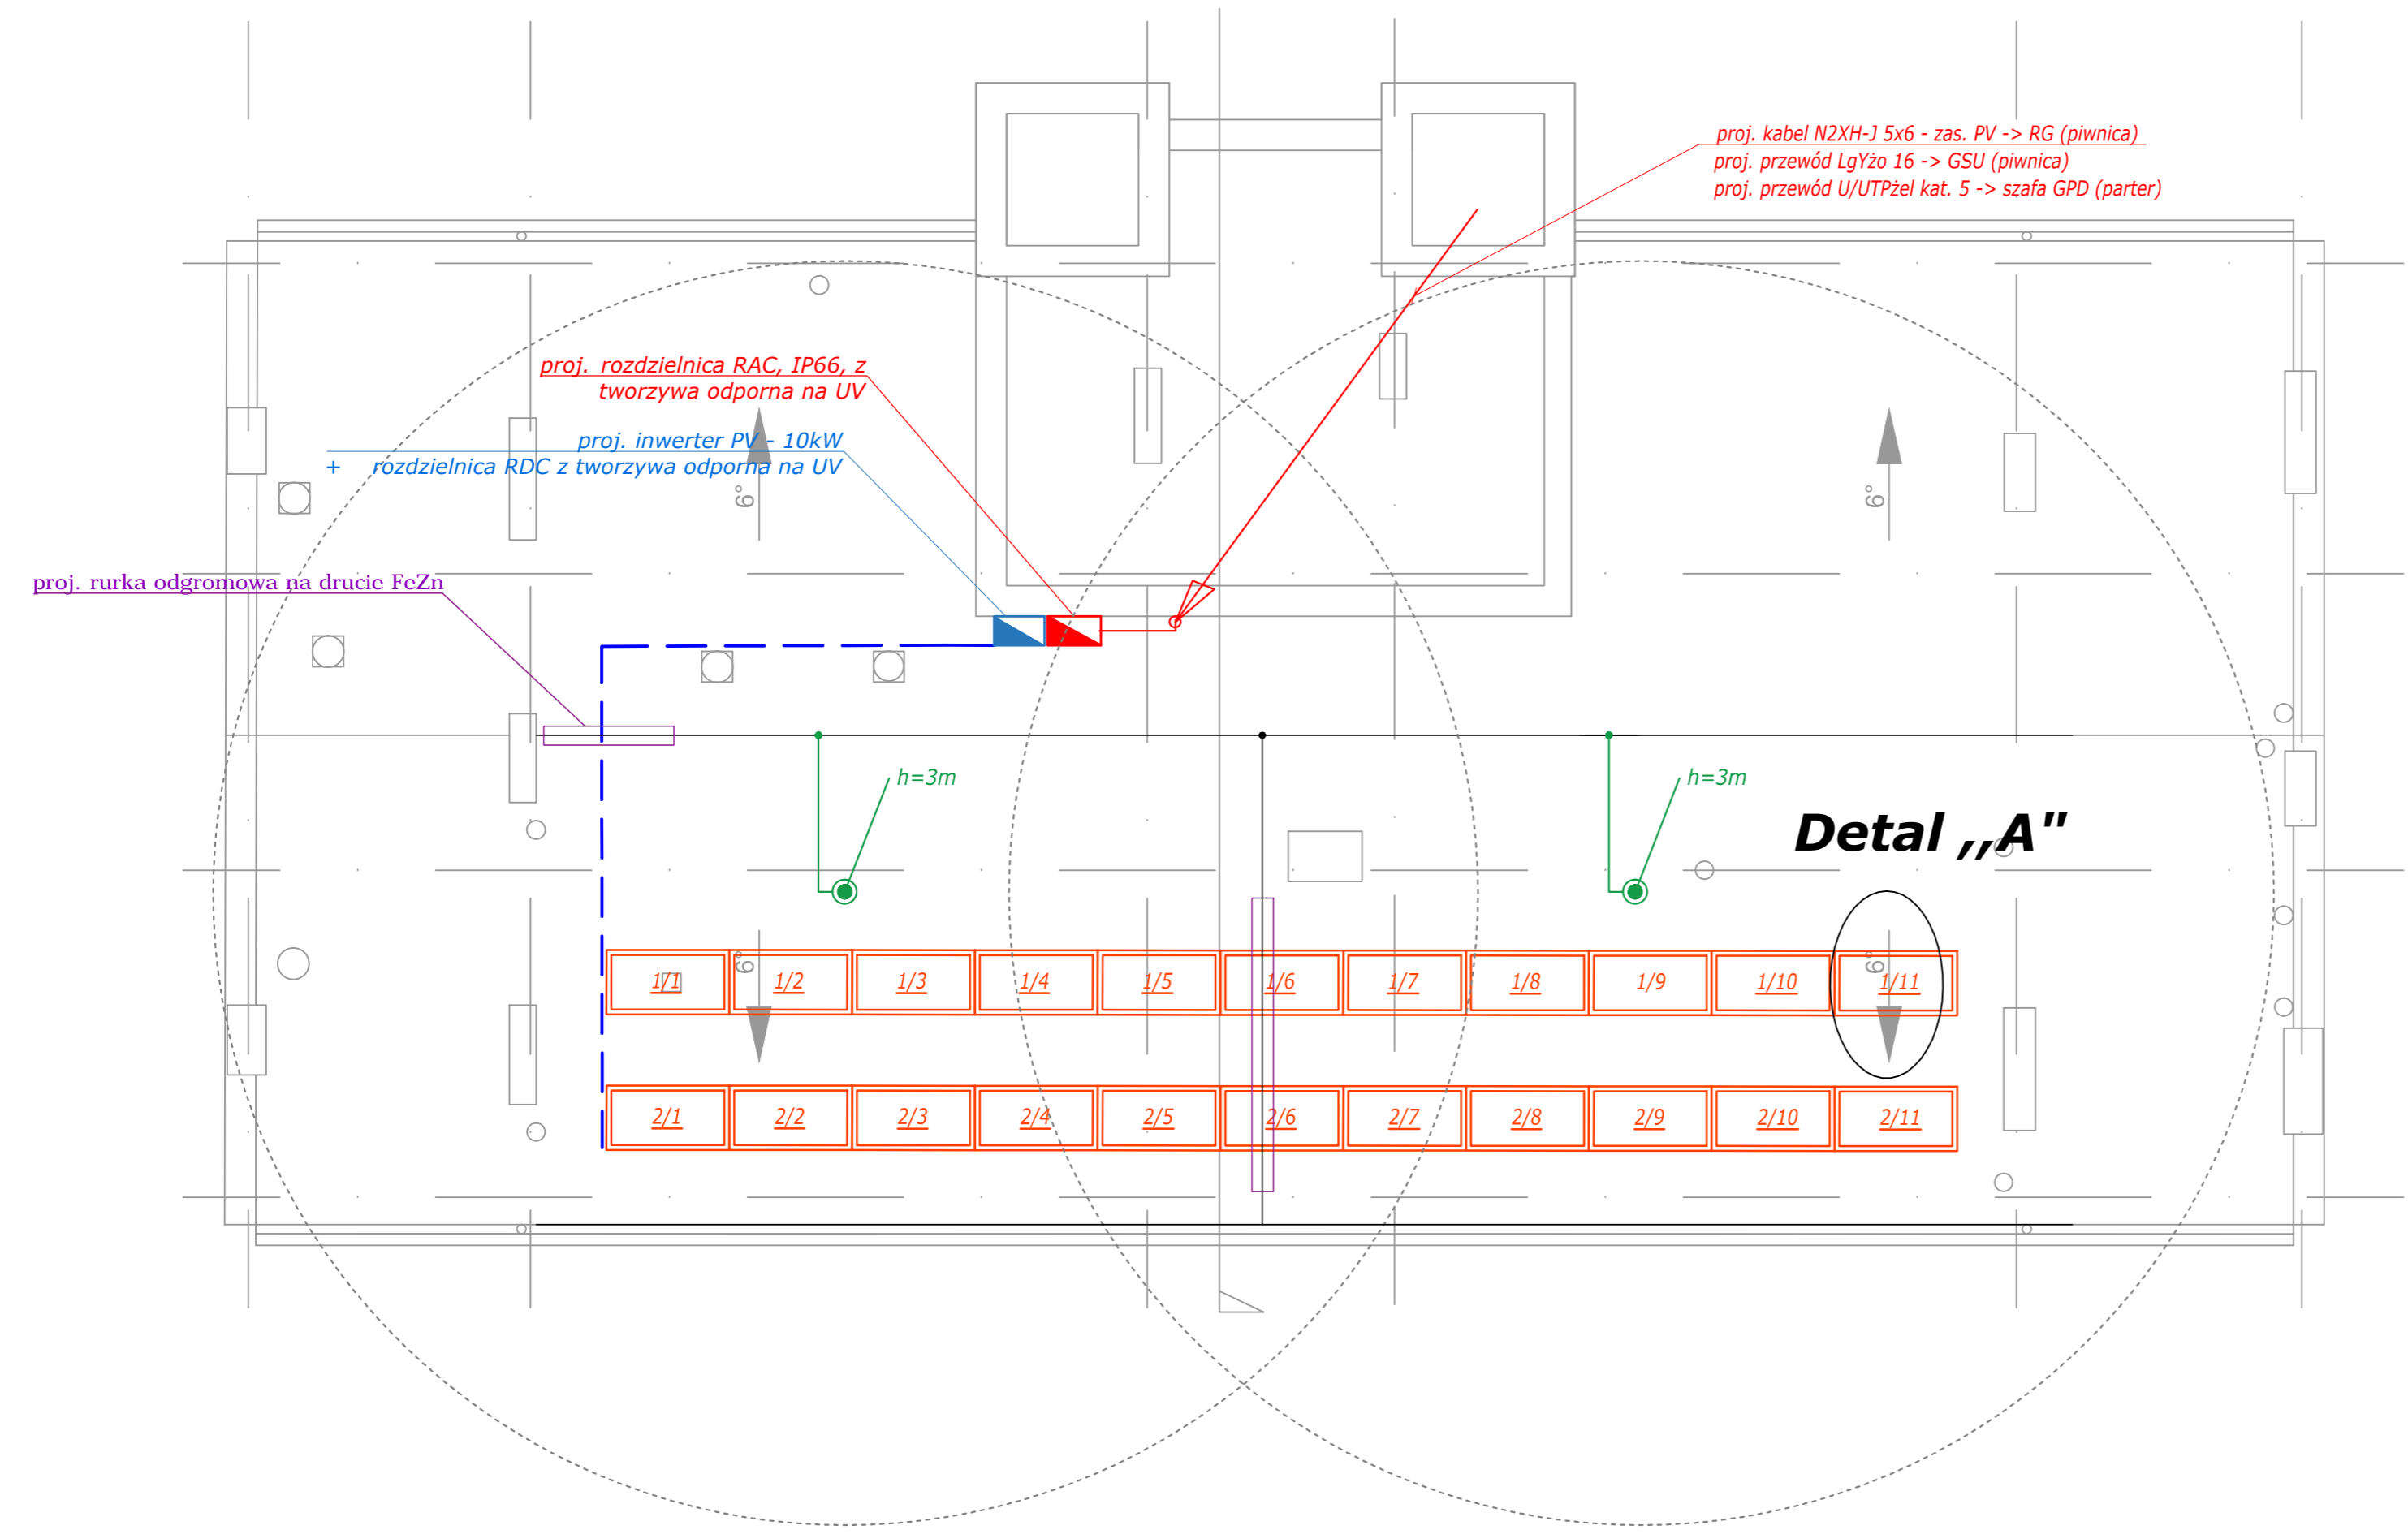 proj. kabel N2XH-J 5x6 - zas. PV -> RG (piwnica)
proj. przewód LgYżo 16 -> GSU (piwnica)
proj. przewód U/UTPżel kat. 5 -> szafa GPD (parter)
proj. rozdzielnica RAC, IP66, z
tworzywa odporna na UV
proj. inwerter PV - 10kW
+ rozdzielnica RDC z tworzywa odporna na UV
6°
6°
proj. rurka odgromowa na drucie FeZn
h=3m
h=3m
Detal ,,A"
6°
6°
1/1 1/2 1/3 1/4 1/5 1/6 1/7 1/8 1/9 1/10 1/11
2/1 2/2 2/3 2/4 2/5 2/6 2/7 2/8 2/9 2/10 2/11